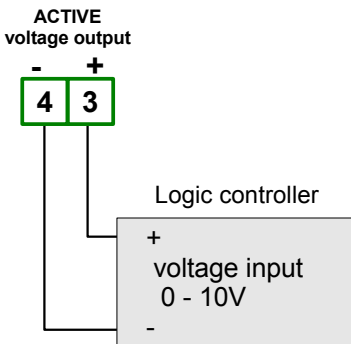 ACTIVE
voltage output
- +
4 3
Logic controller
+
voltage input
0 - 10V
-